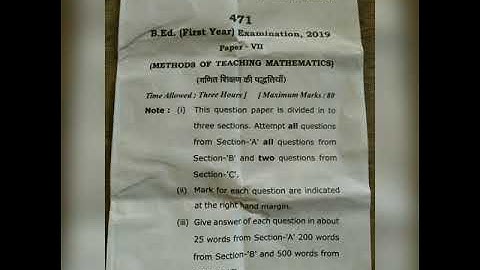 471
B.Ed. (First Year) Examination, 2019
Paper - VII
(METHODS OF TEACHING MATHEMATICS)
(गणित शिक्षण की पद्धतियाँ)
Time Allowed : Three Hours ] [ Maximum Marks : 80
Note : (i) This question paper is divided in to
three sections. Attempt all questions
from Section-'A' all questions from
Section-'B' and two questions from
Section-'C'.
(ii) Mark for each question are indicated
at the right hand margin.
(iii) Give answer of each question in about
25 words from Section-'A' 200 words
from Section-'B' and 500 words from